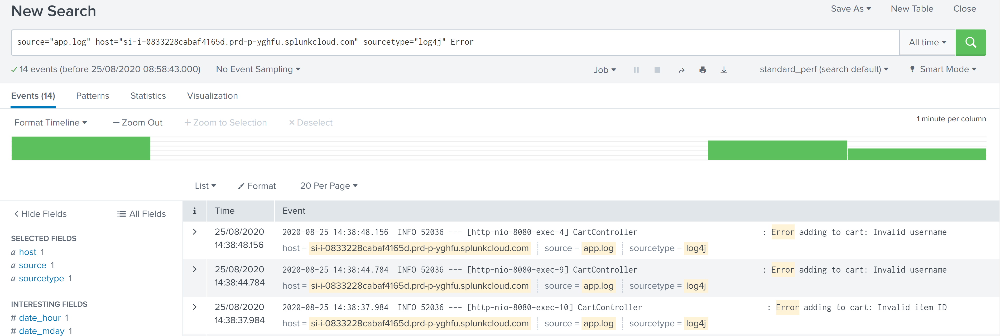 New Search
Save As New Table Close
source="app.log" host="si-i-0833228cabaf4165d.prd-p-yghfu.splunkcloud.com" sourcetype="log4j" Error
All time
14 events (before 25/08/2020 08:58:43.000) No Event Sampling Job standard_perf (search default) Smart Mode
Events (14) Patterns Statistics Visualization
Format Timeline — Zoom Out + Zoom to Selection × Deselect 1 minute per column
List Format 20 Per Page
< Hide Fields All Fields
i Time Event
SELECTED FIELDS
a host 1
a source 1
a sourcetype 1
INTERESTING FIELDS
# date_hour 1
# date_mday 1
> 25/08/2020 14:38:48.156
2020-08-25 14:38:48.156 INFO 52036 --- [http-nio-8080-exec-4] CartController : Error adding to cart: Invalid username
host = si-i-0833228cabaf4165d.prd-p-yghfu.splunkcloud.com source = app.log sourcetype = log4j
> 25/08/2020 14:38:44.784
2020-08-25 14:38:44.784 INFO 52036 --- [http-nio-8080-exec-9] CartController : Error adding to cart: Invalid username
host = si-i-0833228cabaf4165d.prd-p-yghfu.splunkcloud.com source = app.log sourcetype = log4j
> 25/08/2020 14:38:37.984
2020-08-25 14:38:37.984 INFO 52036 --- [http-nio-8080-exec-10] CartController : Error adding to cart: Invalid item ID
host = si-i-0833228cabaf4165d.prd-p-yghfu.splunkcloud.com source = app.log sourcetype = log4j